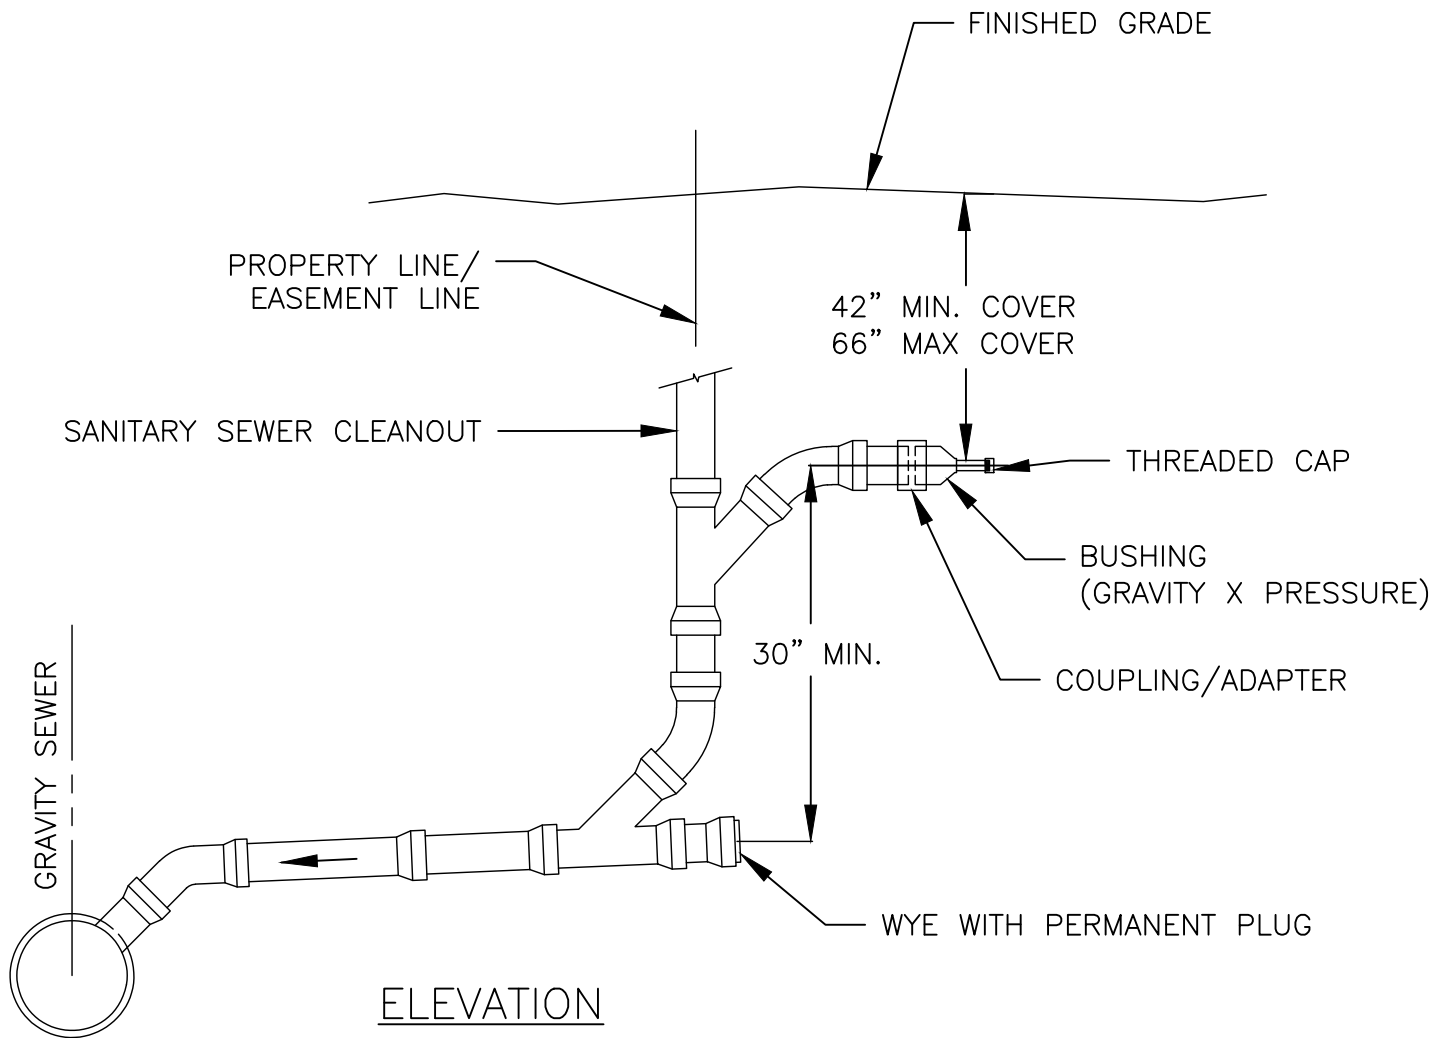 FINISHED GRADE
PROPERTY LINE/
EASEMENT LINE
42” MIN. COVER
66” MAX COVER
SANITARY SEWER CLEANOUT
THREADED CAP
BUSHING
(GRAVITY X PRESSURE)
30” MIN.
COUPLING/ADAPTER
GRAVITY SEWER
WYE WITH PERMANENT PLUG
ELEVATION